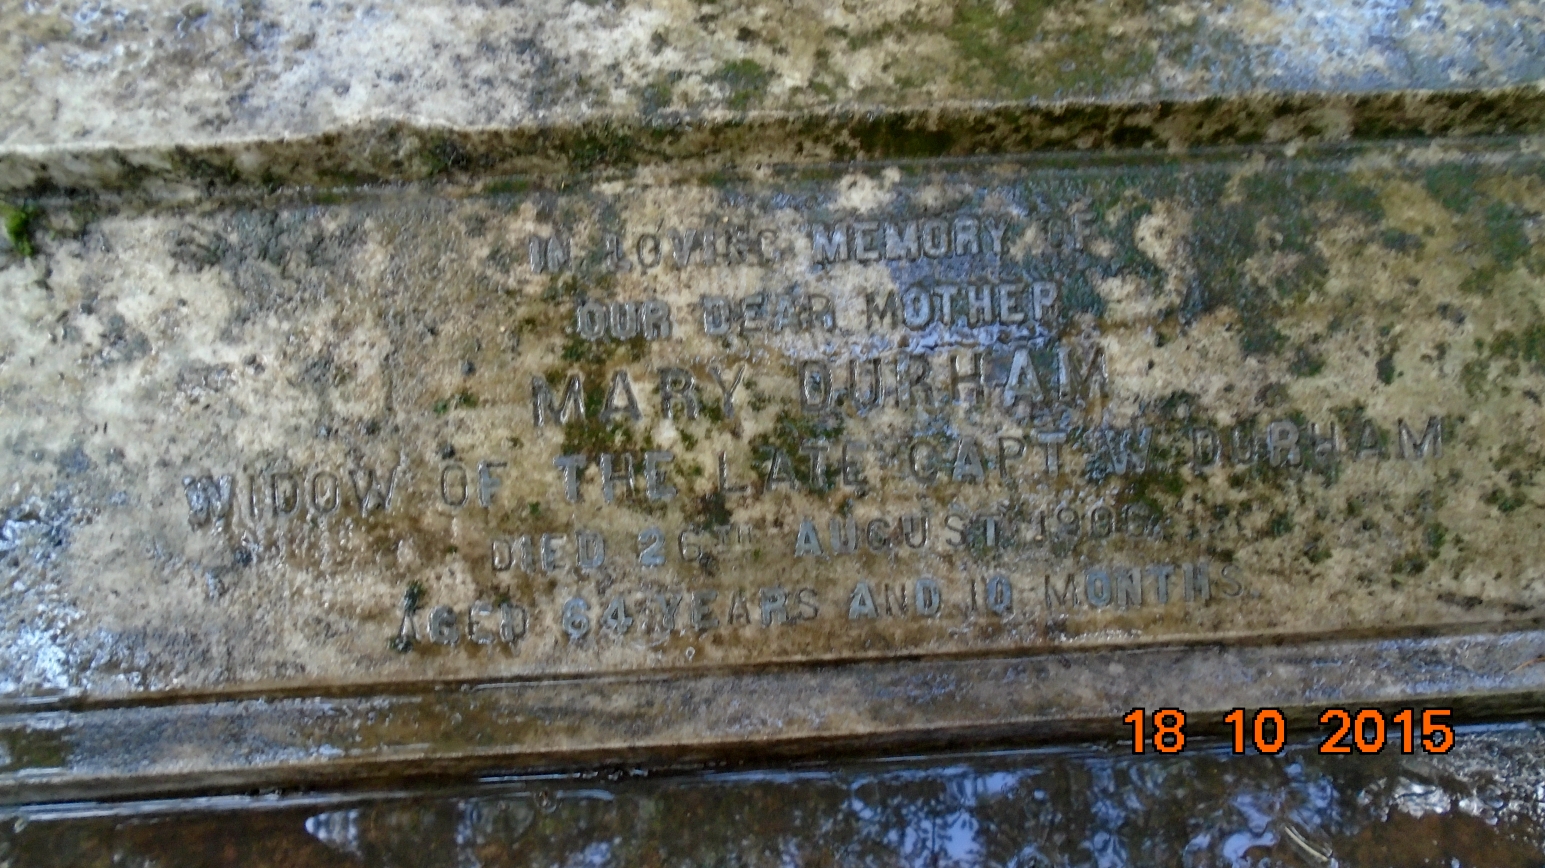 IN LOVING MEMORY OF
OUR DEAR MOTHER
MARY DURHAM
WIDOW OF THE LATE CAPT W. DURHAM
DIED 26TH AUGUST
AGED 64 YEARS AND 10 MONTHS.
18 10 2015